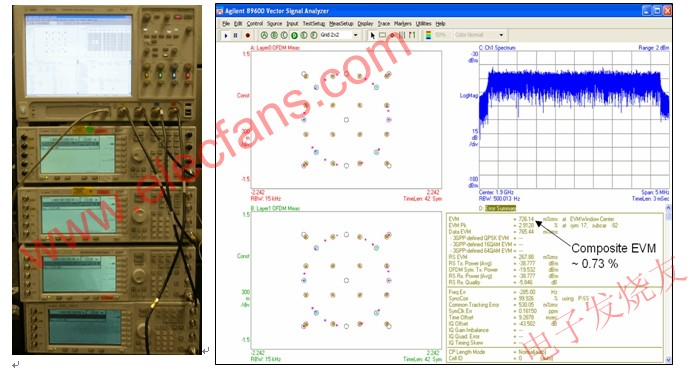 Agilent 89600 Vector Signal Analyzer
File Edit Control Source Input TestSetup MeasSetup Display Trace Markers Utilities Help
A B C D E F Grid 2x2 50% Color Normal
A: Layer0 OFDM Meas
1.5
Const
300
m
/div
-1.5
-2.242 2.242
RBW: 15 kHz TimeLen: 42 Sym
B: Layer1 OFDM Meas
1.5
Const
300
m
/div
-1.5
-2.242 2.242
RBW: 15 kHz TimeLen: 42 Sym
C: Ch1 Spectrum Range: 2 dBm
-30
dBm
LogMag
15
dB
/div
-180
dBm
Center: 1.9 GHz Span: 5 MHz
RBW: 500.013 Hz TimeLen: 3 mSec
D: Error Summary
EVM = 726.14 m%rms at EVMWindow Center
EVM Pk = 2.9128 % at sym 17, subcar -62
Data EVM = 765.44 m%rms
- 3GPP-defined QPSK EVM = ---
- 3GPP-defined 16QAM EVM = ---
- 3GPP-defined 64QAM EVM = ---
RS EVM = 267.88 m%rms
RS Tx. Power (Avg) = -38.777 dBm
OFDM Sym. Tx. Power = -19.532 dBm
RS Rx. Power (Avg) = -38.777 dBm
RS Rx. Quality = -5.846 dB
Freq Err = -285.00 Hz
SyncCorr = 99.926 % using P-SS
Common Tracking Error = 530.05 m%rms
SymClk Err = 0.16150 ppm
Time Offset = 9.2678 msec
IQ Offset = -43.502 dB
IQ Gain Imbalance = ---
IQ Quad. Error = ---
IQ Timing Skew = ---
CP Length Mode = Normal(auto)
Cell ID = 0
Composite EVM
~ 0.73 %
www.elecfans.com
电子发烧友